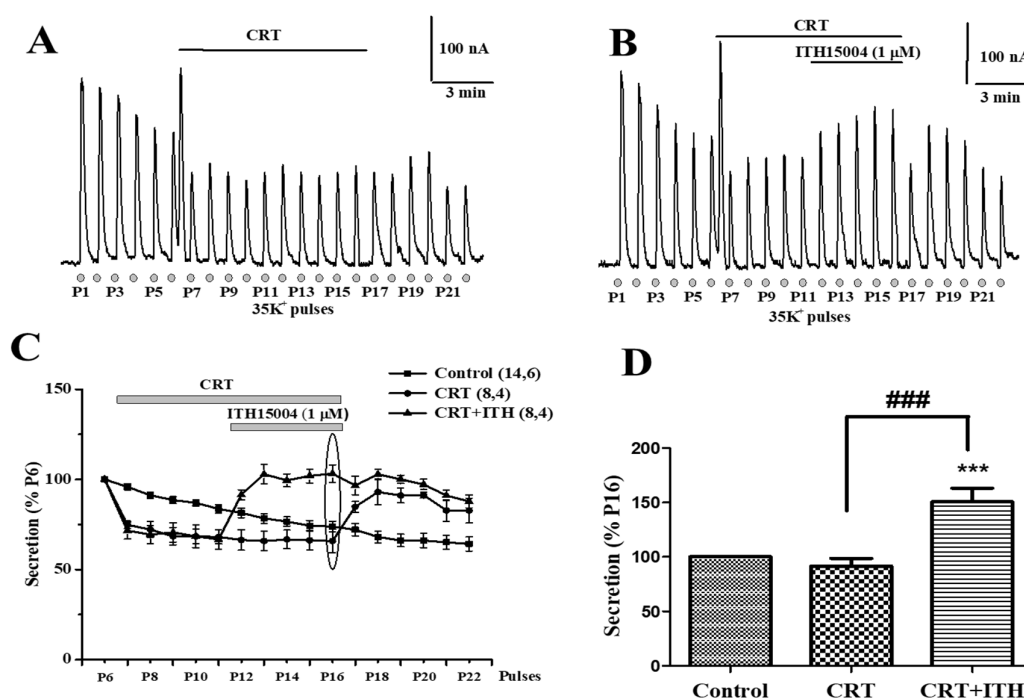 A
CRT
100 nA
3 min
P1 P3 P5 P7 P9 P11 P13 P15 P17 P19 P21
35K+ pulses
B
CRT
ITH15004 (1 µM)
100 nA
3 min
P1 P3 P5 P7 P9 P11 P13 P15 P17 P19 P21
35K+ pulses
C
Secretion (% P6)
150
100
50
0
CRT
ITH15004 (1 µM)
Control (14,6)
CRT (8,4)
CRT+ITH (8,4)
P6 P8 P10 P12 P14 P16 P18 P20 P22 Pulses
D
Secretion (% P16)
200
150
100
50
0
###
***
Control CRT CRT+ITH